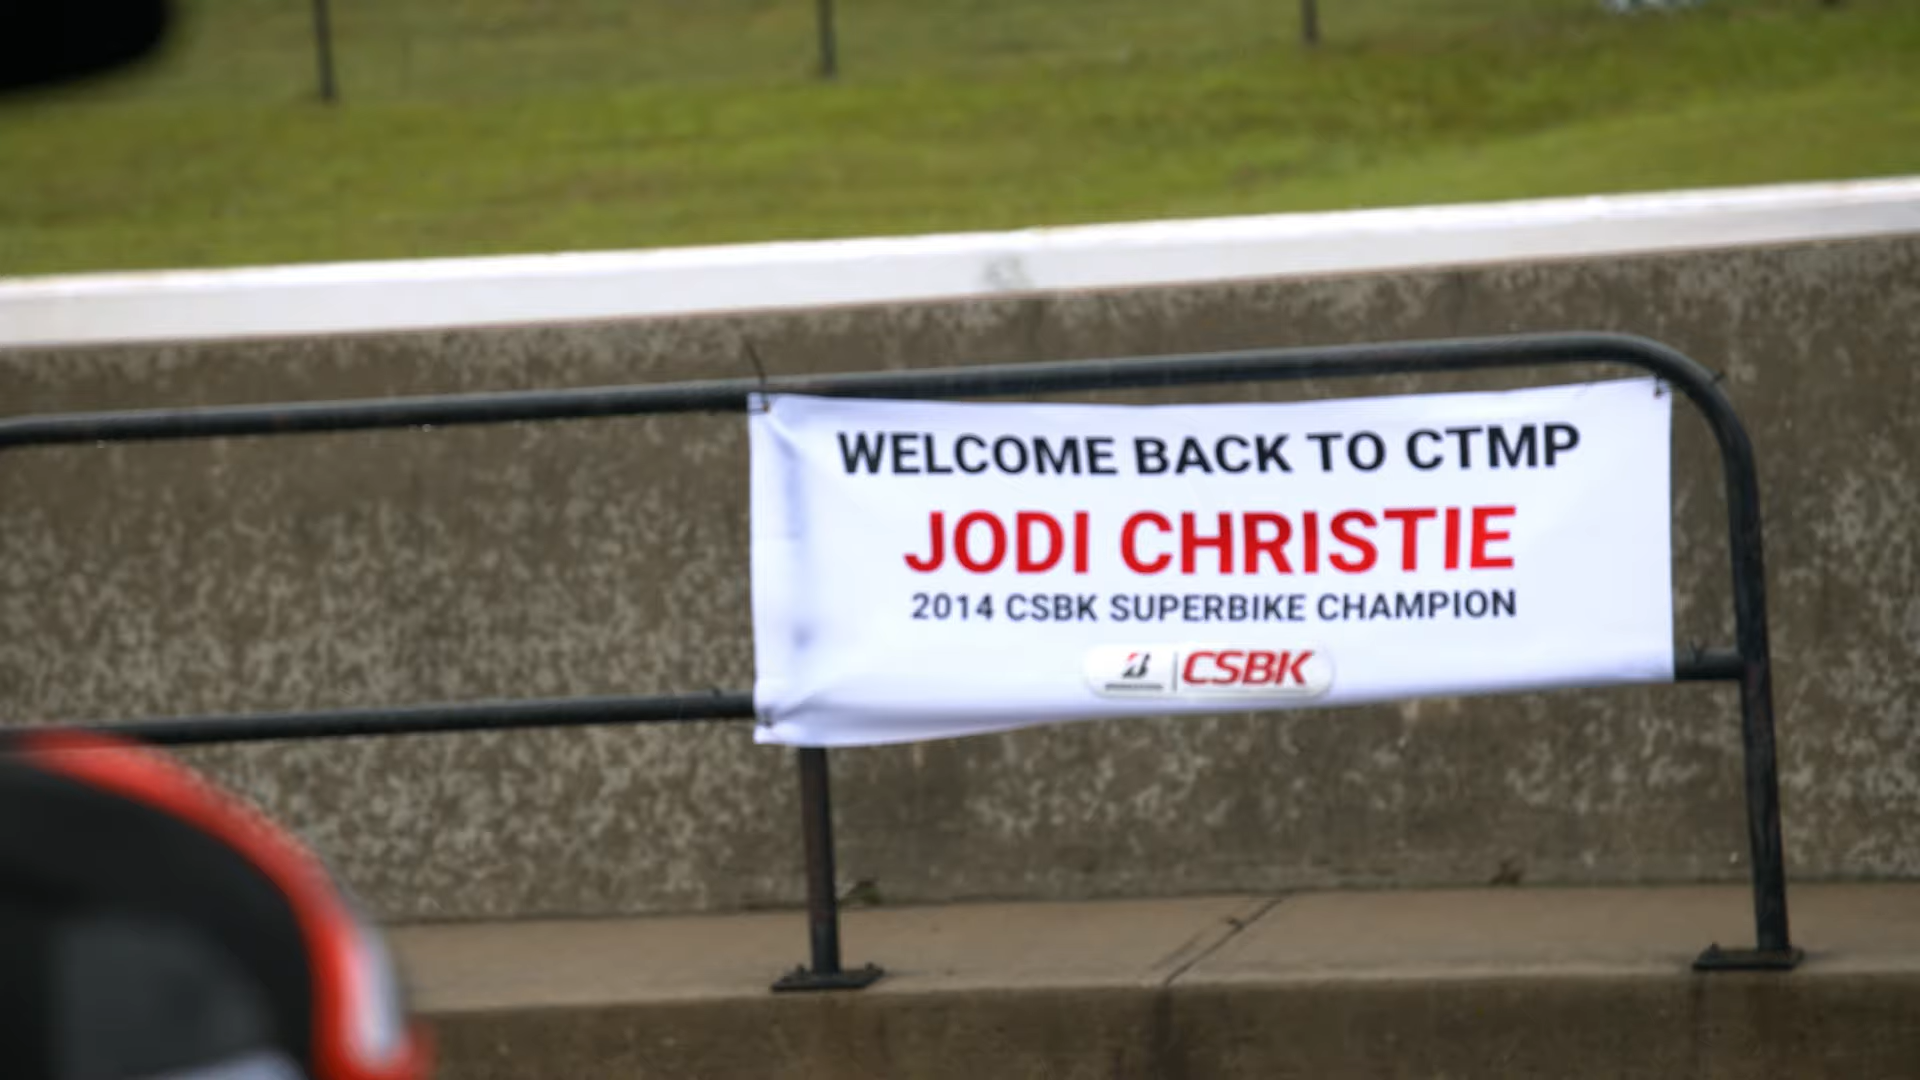 WELCOME BACK TO CTMP
JODI CHRISTIE
2014 CSBK SUPERBIKE CHAMPION
B | CSBK